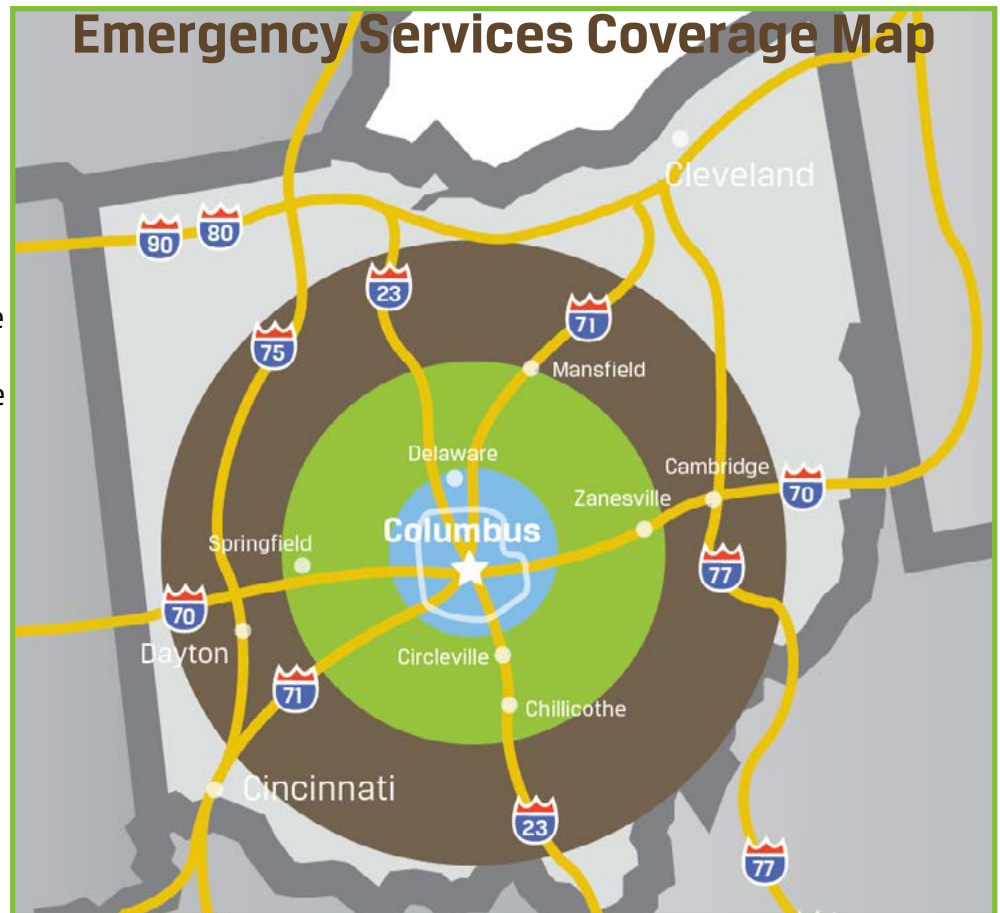 Emergency Services Coverage Map
Cleveland
90
80
23
71
75
e
e
Mansfield
Delaware
Cambridge
Zanesville
70
Columbus
Springfield
77
70
Dayton
Circleville
71
Chillicothe
Cincinnati
23
77